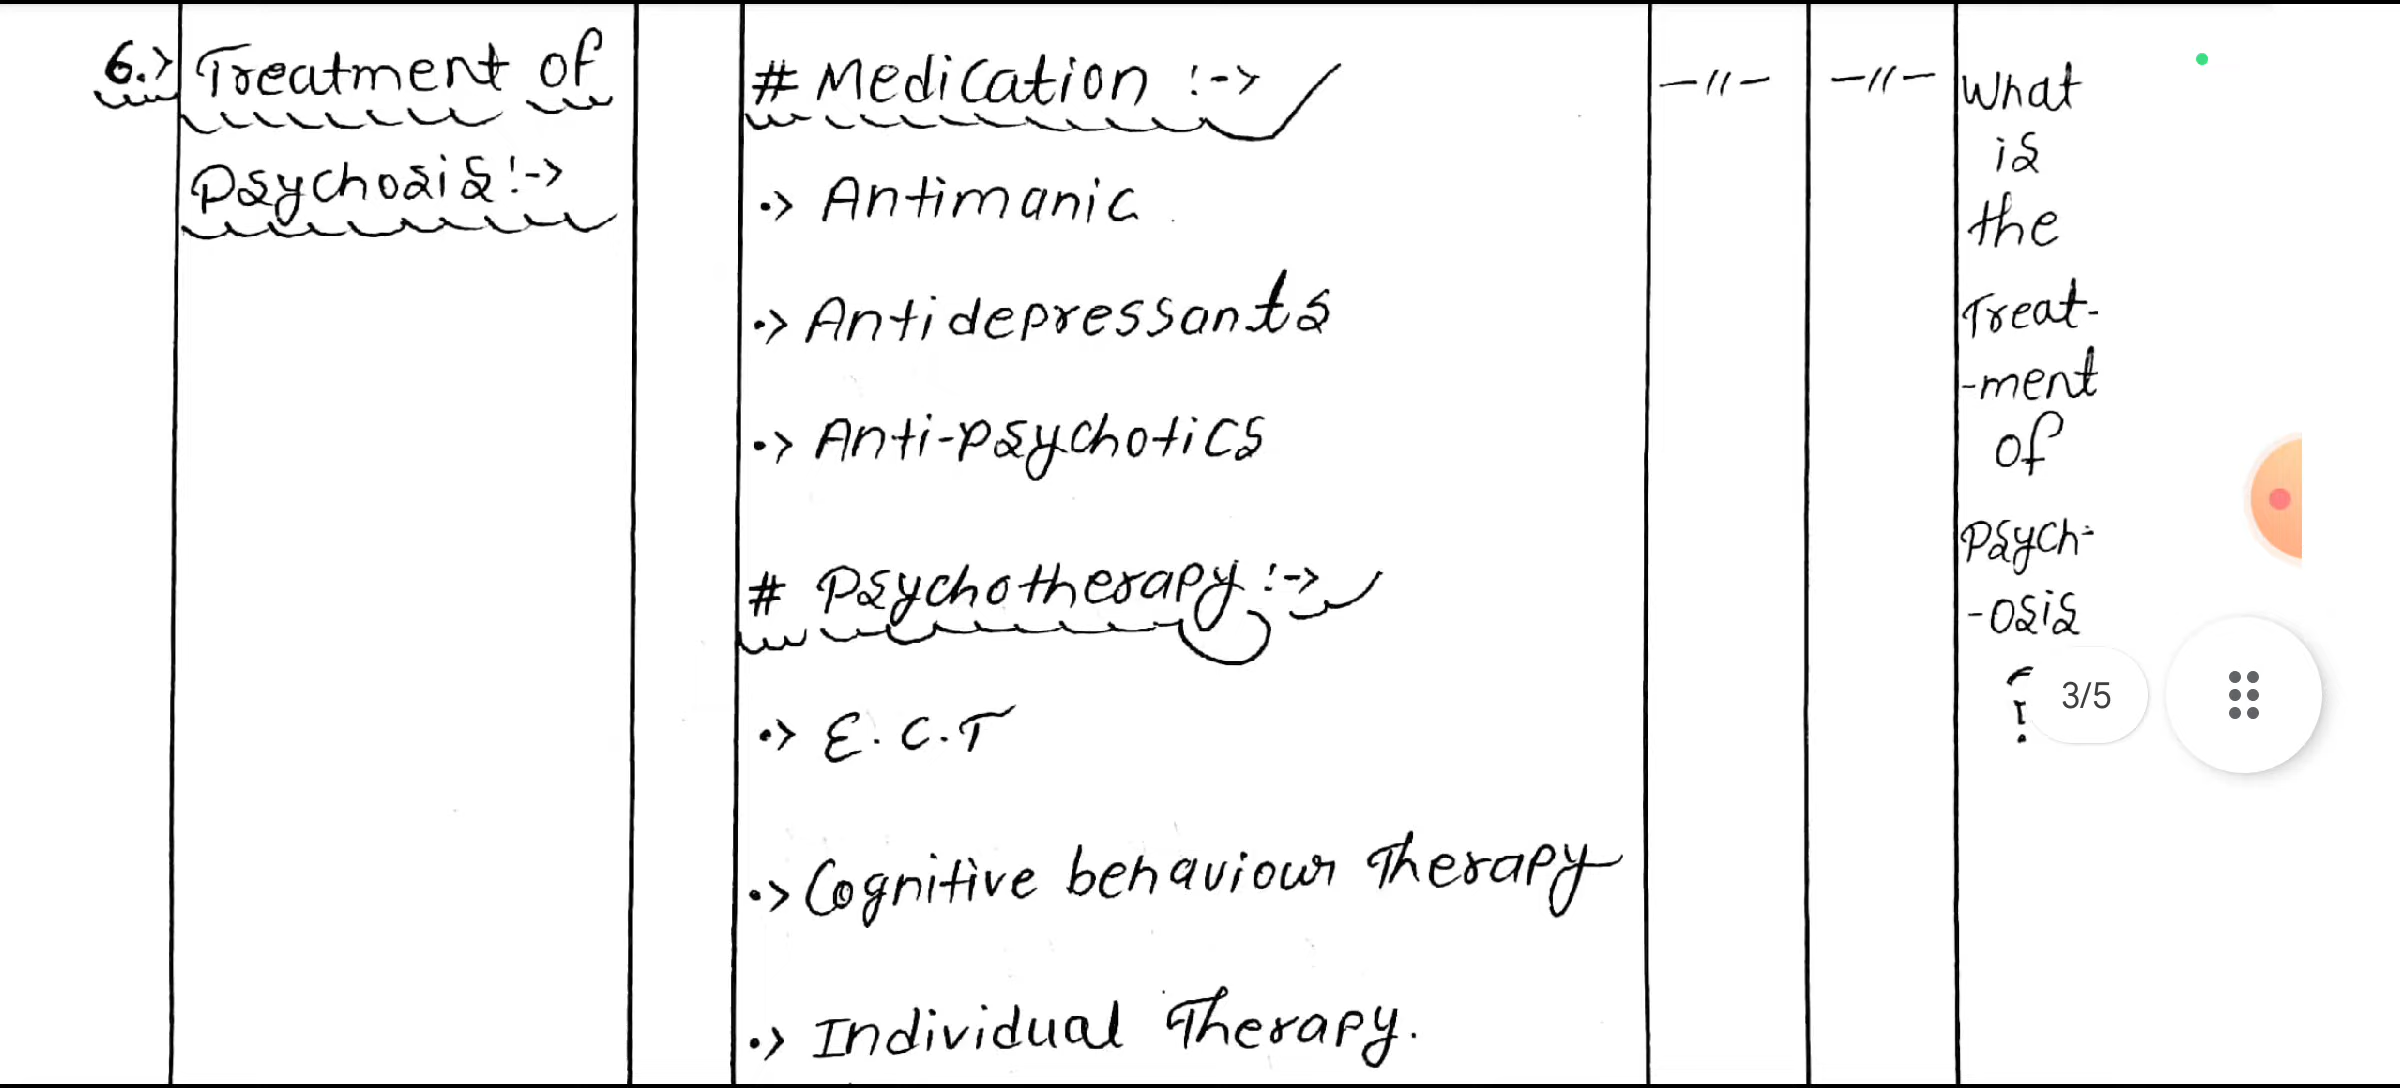 6.>
Treatment of
Psychosis:->
# Medication :->
•> Antimanic
•> Antidepressants
•> Anti-psychotics
# Psychotherapy:->
•> E.C.T
•> Cognitive behaviour Therapy
•> Individual Therapy.
—//—
—//—
What
is
the
Treat-
-ment
of
Psych-
-osis
?
3/5